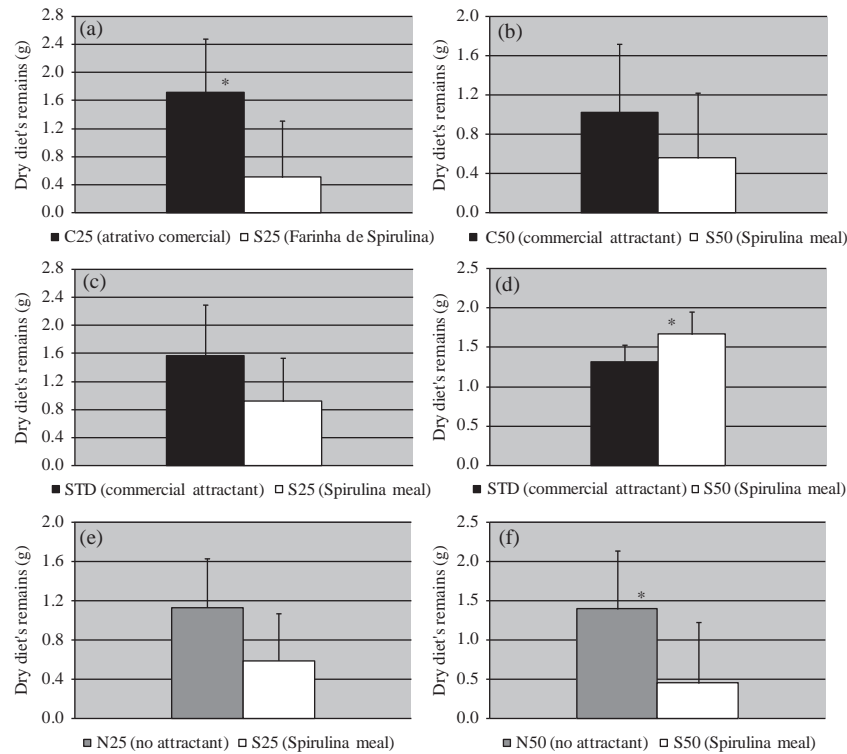 (a)
Dry diet's remains (g)
2.8
2.4
2.0
1.6
1.2
0.8
0.4
0.0
*
■ C25 (atrativo comercial) □ S25 (Farinha de Spirulina)
(b)
Dry diet's remains (g)
2.0
1.6
1.2
0.8
0.4
0.0
■ C50 (commercial attractant) □ S50 (Spirulina meal)
(c)
Dry diet's remains (g)
2.8
2.4
2.0
1.6
1.2
0.8
0.4
0.0
■ STD (commercial attractant) □ S25 (Spirulina meal)
(d)
Dry diet's remains (g)
2.5
2.0
1.5
1.0
0.5
0.0
*
■ STD (commercial attractant) □ S50 (Spirulina meal)
(e)
Dry diet's remains (g)
2.0
1.6
1.2
0.8
0.4
0.0
■ N25 (no attractant) □ S25 (Spirulina meal)
(f)
Dry diet's remains (g)
2.5
2.0
1.5
1.0
0.5
0.0
*
■ N50 (no attractant) □ S50 (Spirulina meal)